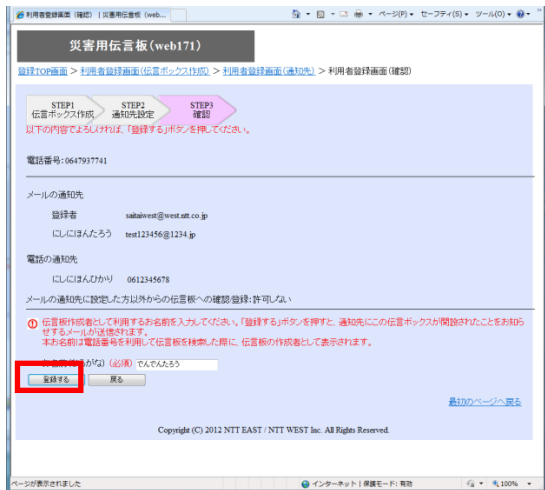 利用者登録画面（確認）｜災害用伝言板（web...
ページ(P) セーフティ(S) ツール(O)
災害用伝言板(web171)
登録TOP画面 > 利用者登録画面(伝言ボックス作成) > 利用者登録画面(通知先) > 利用者登録画面(確認)
STEP1 STEP2 STEP3
伝言ボックス作成 通知先設定 確認
以下の内容でよろしければ、「登録する」ボタンを押してください。
電話番号:0647937741
メールの通知先
登録者 saitaiwest@west.ntt.co.jp
にしにほんたろう test123456@1234.jp
電話の通知先
にしにほんひかり 0612345678
メールの通知先に設定した方以外からの伝言板への確認/登録:許可しない
伝言板作成者として利用するお名前を入力してください。「登録する」ボタンを押すと、通知先にこの伝言ボックスが開設されたことをお知ら
せするメールが送信されます。
本お名前は電話番号を利用して伝言板を検索した際に、伝言板の作成者として表示されます。
がな) (必須) でんでんたろう
登録する 戻る
最初のページへ戻る
Copyright (C) 2012 NTT EAST / NTT WEST Inc. All Rights Reserved.
ページが表示されました インターネット | 保護モード: 有効 100%